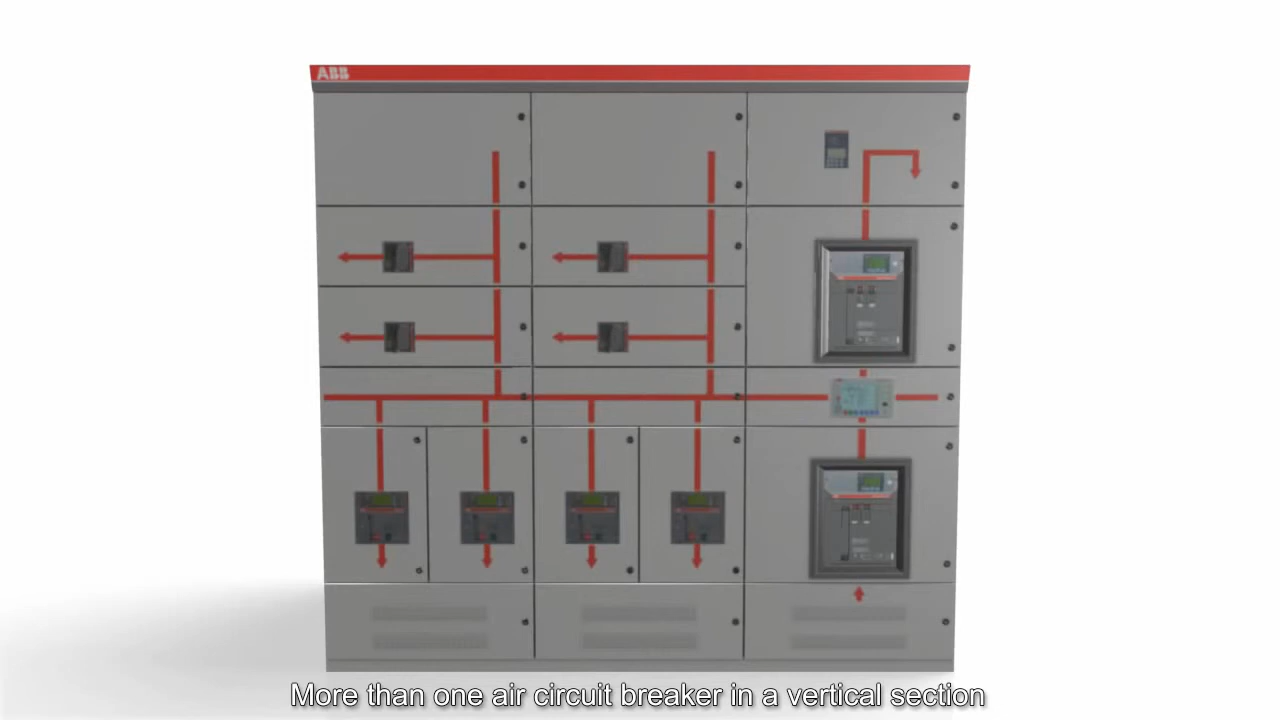 ABB
More than one air circuit breaker in a vertical section